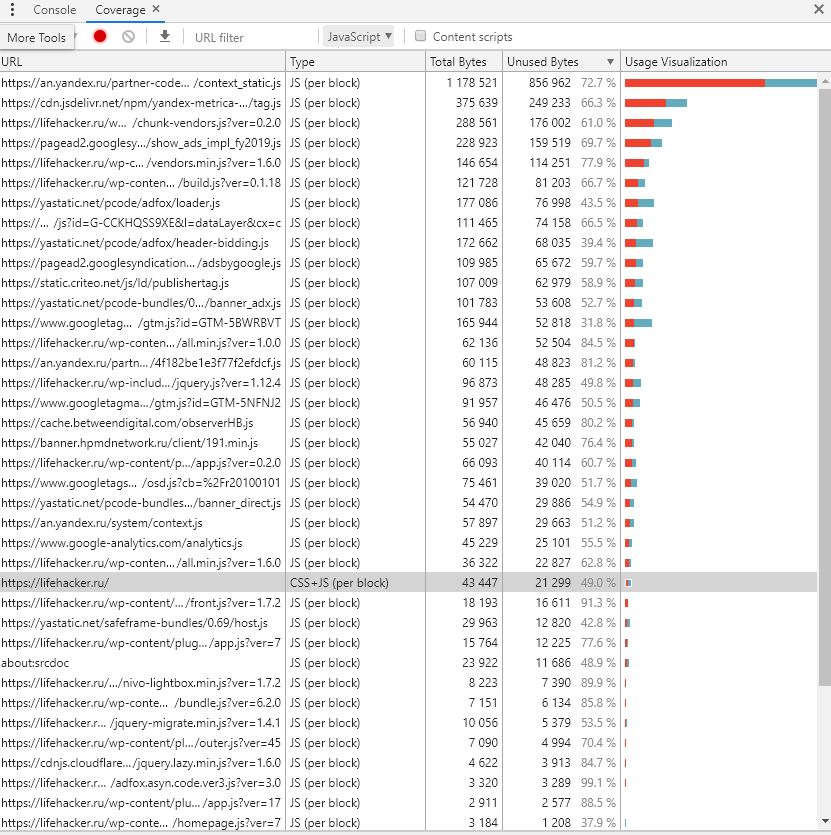 Console Coverage
More Tools URL filter JavaScript Content scripts
URL Type Total Bytes Unused Bytes Usage Visualization
https://an.yandex.ru/partner-code… /context_static.js JS (per block) 1 178 521 856 962 72.7 %
https://cdn.jsdelivr.net/npm/yandex-metrica-… /tag.js JS (per block) 375 639 249 233 66.3 %
https://lifehacker.ru/w… /chunk-vendors.js?ver=0.2.0 JS (per block) 288 561 176 002 61.0 %
https://pagead2.googlesy… /show_ads_impl_fy2019.js JS (per block) 228 923 159 519 69.7 %
https://lifehacker.ru/wp-c… /vendors.min.js?ver=1.6.0 JS (per block) 146 654 114 251 77.9 %
https://lifehacker.ru/wp-conten… /build.js?ver=0.1.18 JS (per block) 121 728 81 203 66.7 %
https://yastatic.net/pcode/adfox/loader.js JS (per block) 177 086 76 998 43.5 %
https://… /js?id=G-CCKHQSS9XE&l=dataLayer&cx=c JS (per block) 111 465 74 158 66.5 %
https://yastatic.net/pcode/adfox/header-bidding.js JS (per block) 172 662 68 035 39.4 %
https://pagead2.googlesyndication… /adsbygoogle.js JS (per block) 109 985 65 672 59.7 %
https://static.criteo.net/js/ld/publishertag.js JS (per block) 107 009 62 979 58.9 %
https://yastatic.net/pcode-bundles/0… /banner_adx.js JS (per block) 101 783 53 608 52.7 %
https://www.googletag… /gtm.js?id=GTM-5BWRBVT JS (per block) 165 944 52 818 31.8 %
https://lifehacker.ru/wp-conten… /all.min.js?ver=1.0.0 JS (per block) 62 136 52 504 84.5 %
https://an.yandex.ru/partn… /4f182be1e3f77f2efdcf.js JS (per block) 60 115 48 823 81.2 %
https://lifehacker.ru/wp-includ… /jquery.js?ver=1.12.4 JS (per block) 96 873 48 285 49.8 %
https://www.googletagma… /gtm.js?id=GTM-5NFNJ2 JS (per block) 91 957 46 476 50.5 %
https://cache.betweendigital.com/observerHB.js JS (per block) 56 940 45 659 80.2 %
https://banner.hpmdnetwork.ru/client/191.min.js JS (per block) 55 027 42 040 76.4 %
https://lifehacker.ru/wp-content/p… /app.js?ver=0.2.0 JS (per block) 66 093 40 114 60.7 %
https://www.googletags… /osd.js?cb=%2Fr20100101 JS (per block) 75 461 39 020 51.7 %
https://yastatic.net/pcode-bundles… /banner_direct.js JS (per block) 54 470 29 886 54.9 %
https://an.yandex.ru/system/context.js JS (per block) 57 897 29 663 51.2 %
https://www.google-analytics.com/analytics.js JS (per block) 45 229 25 101 55.5 %
https://lifehacker.ru/wp-conten… /all.min.js?ver=1.6.0 JS (per block) 36 322 22 827 62.8 %
https://lifehacker.ru/ CSS+JS (per block) 43 447 21 299 49.0 %
https://lifehacker.ru/wp-content/… /front.js?ver=1.7.2 JS (per block) 18 193 16 611 91.3 %
https://yastatic.net/safeframe-bundles/0.69/host.js JS (per block) 29 963 12 820 42.8 %
https://lifehacker.ru/wp-content/plug… /app.js?ver=7 JS (per block) 15 764 12 225 77.6 %
about:srcdoc JS (per block) 23 922 11 686 48.9 %
https://lifehacker.ru/… /nivo-lightbox.min.js?ver=1.7.2 JS (per block) 8 223 7 390 89.9 %
https://lifehacker.ru/wp-conte… /bundle.js?ver=6.2.0 JS (per block) 7 151 6 134 85.8 %
https://lifehacker.r… /jquery-migrate.min.js?ver=1.4.1 JS (per block) 10 056 5 379 53.5 %
https://lifehacker.ru/wp-content/pl… /outer.js?ver=45 JS (per block) 7 090 4 994 70.4 %
https://cdnjs.cloudflare… /jquery.lazy.min.js?ver=1.6.0 JS (per block) 4 622 3 913 84.7 %
https://lifehacker.r… /adfox.asyn.code.ver3.js?ver=3.0 JS (per block) 3 320 3 289 99.1 %
https://lifehacker.ru/wp-content/plu… /app.js?ver=17 JS (per block) 2 911 2 577 88.5 %
https://lifehacker.ru/wp-conte… /homepage.js?ver=7 JS (per block) 3 184 1 208 37.9 %